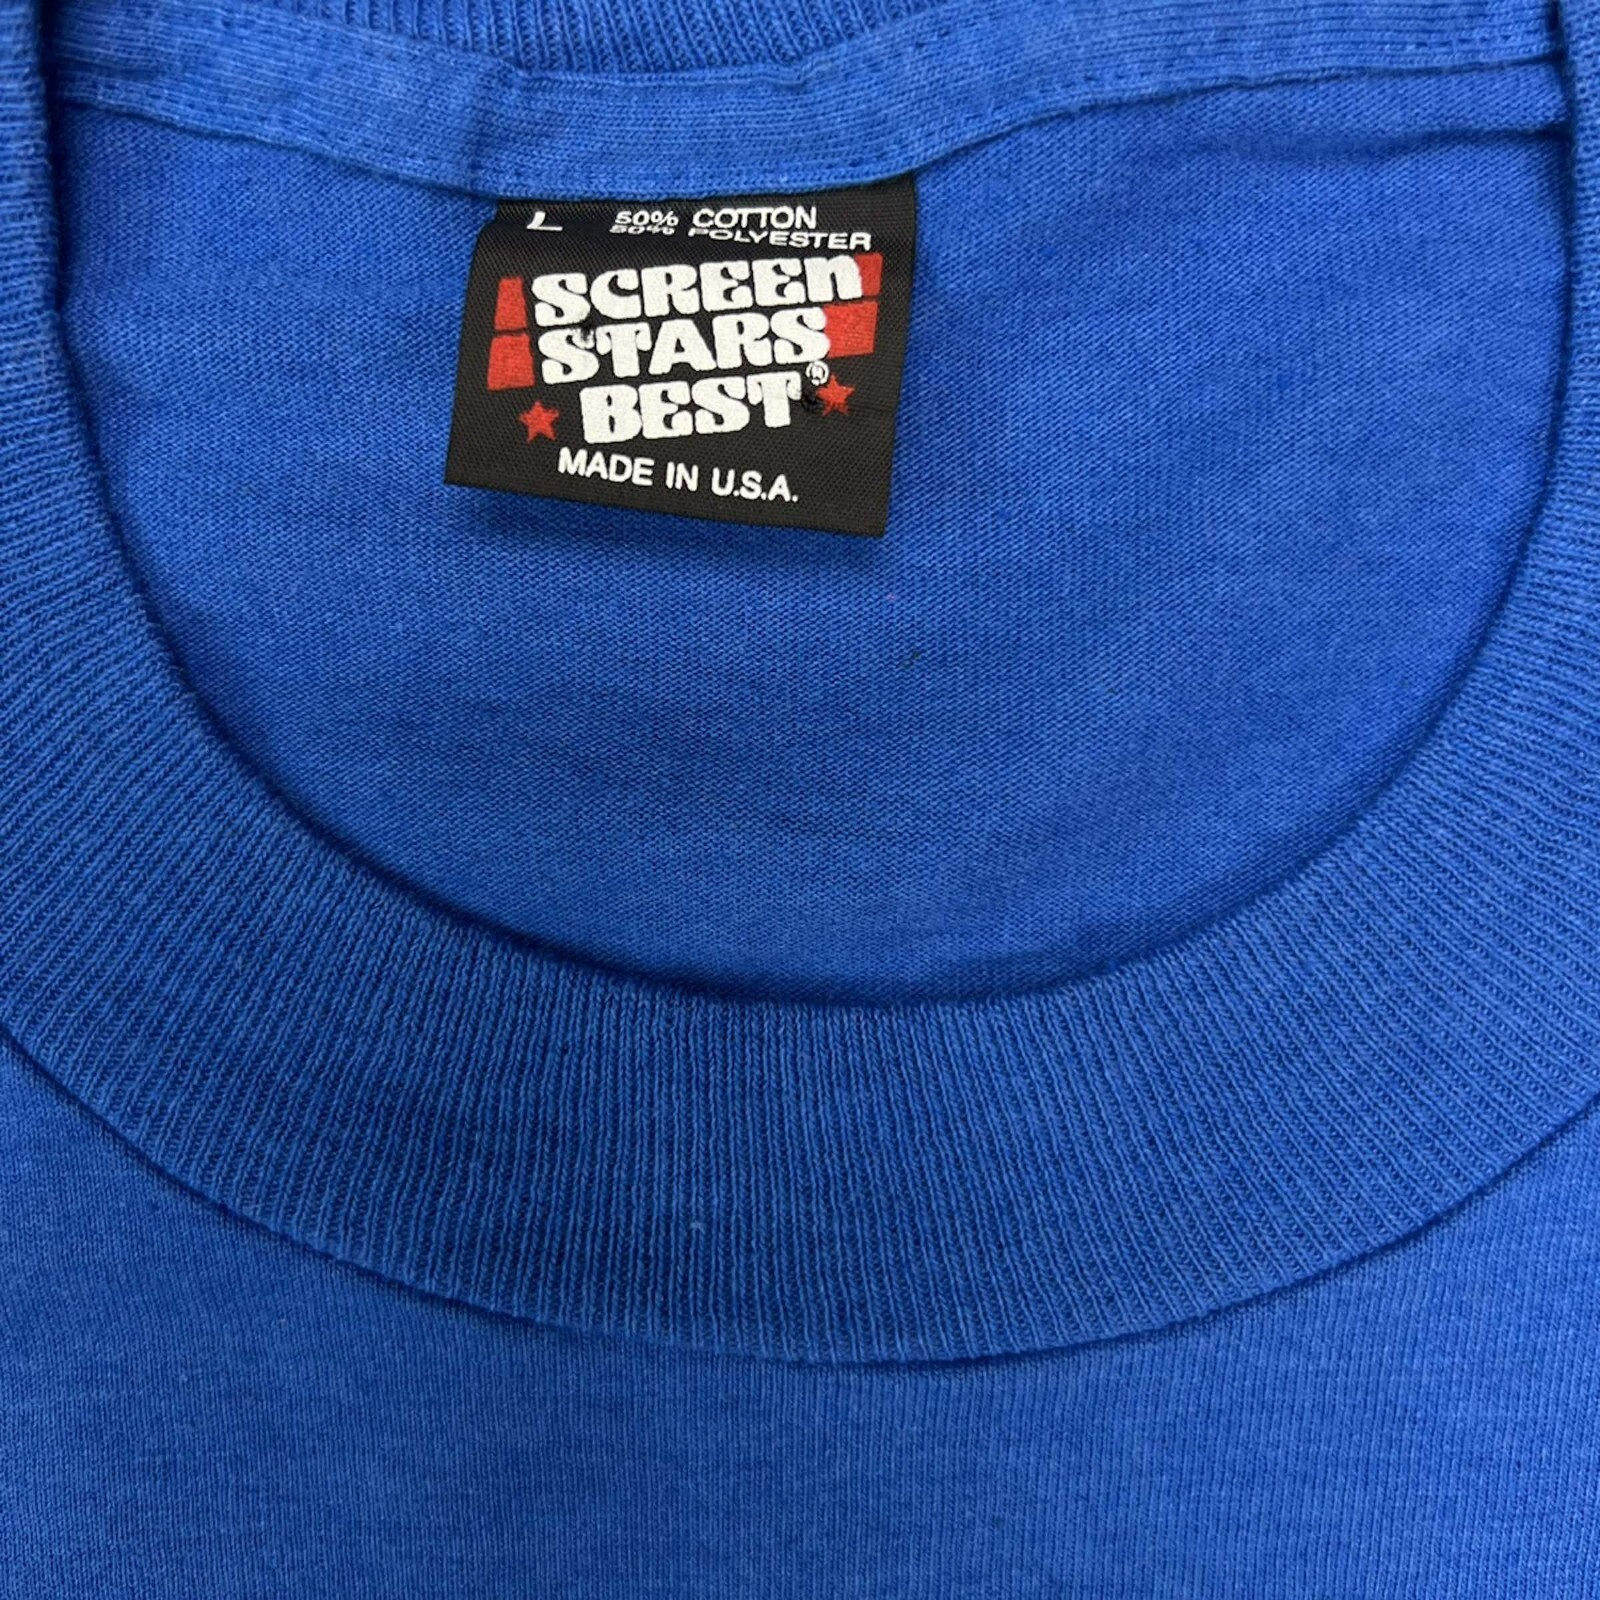 L 50% COTTON
50% POLYESTER
SCREEN
STARS
BEST®
MADE IN U.S.A.